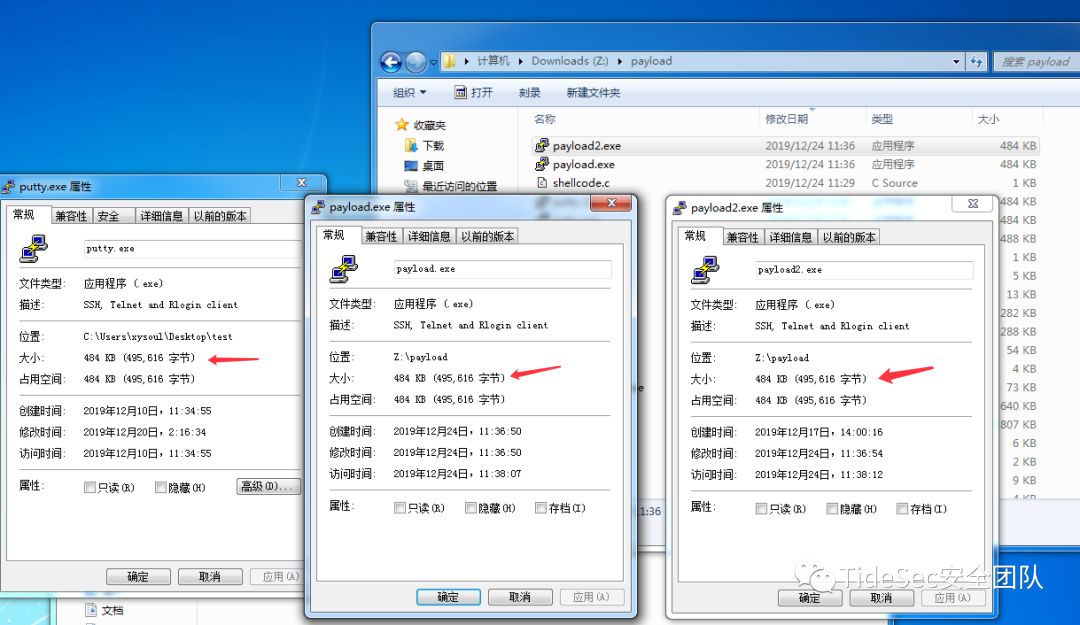 计算机 ▸ Downloads (Z:) ▸ payload
搜索 payload
组织 打开 刻录 新建文件夹
收藏夹
下载
桌面
最近访问的位置
名称 修改日期 类型 大小
payload2.exe 2019/12/24 11:36 应用程序 484 KB
payload.exe 2019/12/24 11:36 应用程序 484 KB
shellcode.c 2019/12/24 11:29 C Source 1 KB
484 KB
484 KB
488 KB
1 KB
5 KB
13 KB
282 KB
288 KB
54 KB
4 KB
73 KB
640 KB
807 KB
6 KB
2 KB
9 KB
4 KB
putty.exe 属性
常规 兼容性 安全 详细信息 以前的版本
putty.exe
文件类型: 应用程序 (.exe)
描述: SSH, Telnet and Rlogin client
位置: C:\Users\xysoul\Desktop\test
大小: 484 KB (495,616 字节)
占用空间: 484 KB (495,616 字节)
创建时间: 2019年12月10日，11:34:55
修改时间: 2019年12月20日，2:16:34
访问时间: 2019年12月10日，11:34:55
属性: 只读(R) 隐藏(H) 高级(D)...
确定 取消 应用(A)
文档
payload.exe 属性
常规 兼容性 详细信息 以前的版本
payload.exe
文件类型: 应用程序 (.exe)
描述: SSH, Telnet and Rlogin client
位置: Z:\payload
大小: 484 KB (495,616 字节)
占用空间: 484 KB (495,616 字节)
创建时间: 2019年12月24日，11:36:50
修改时间: 2019年12月24日，11:36:50
访问时间: 2019年12月24日，11:38:07
属性: 只读(R) 隐藏(H) 存档(I)
确定 取消 应用(A)
1:36
payload2.exe 属性
常规 兼容性 详细信息 以前的版本
payload2.exe
文件类型: 应用程序 (.exe)
描述: SSH, Telnet and Rlogin client
位置: Z:\payload
大小: 484 KB (495,616 字节)
占用空间: 484 KB (495,616 字节)
创建时间: 2019年12月17日，14:00:16
修改时间: 2019年12月24日，11:36:54
访问时间: 2019年12月24日，11:38:12
属性: 只读(R) 隐藏(H) 存档(I)
确定 取消 应用(A)
TideSec安全团队